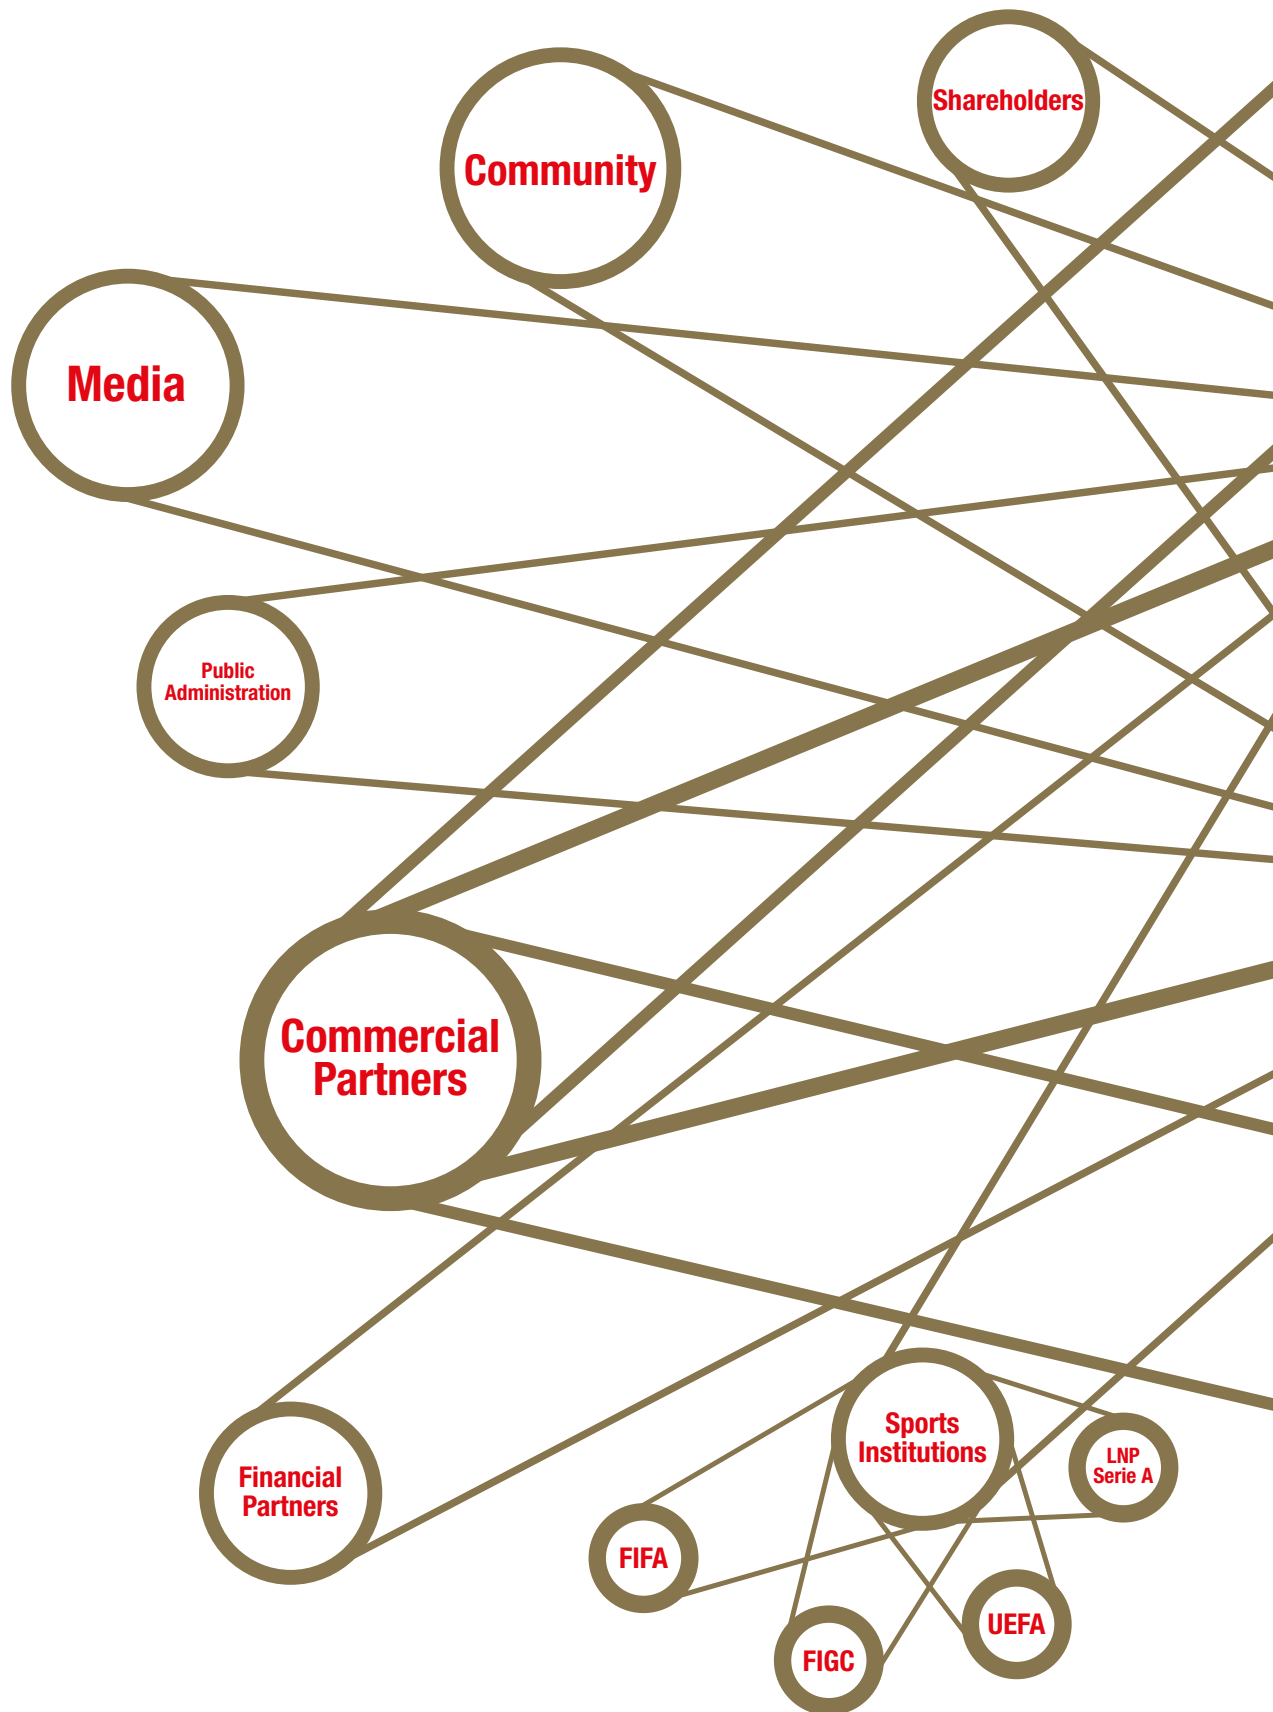 Shareholders
Community
Media
Public
Administration
Commercial
Partners
Financial
Partners
Sports
Institutions
LNP
Serie A
FIFA
UEFA
FIGC